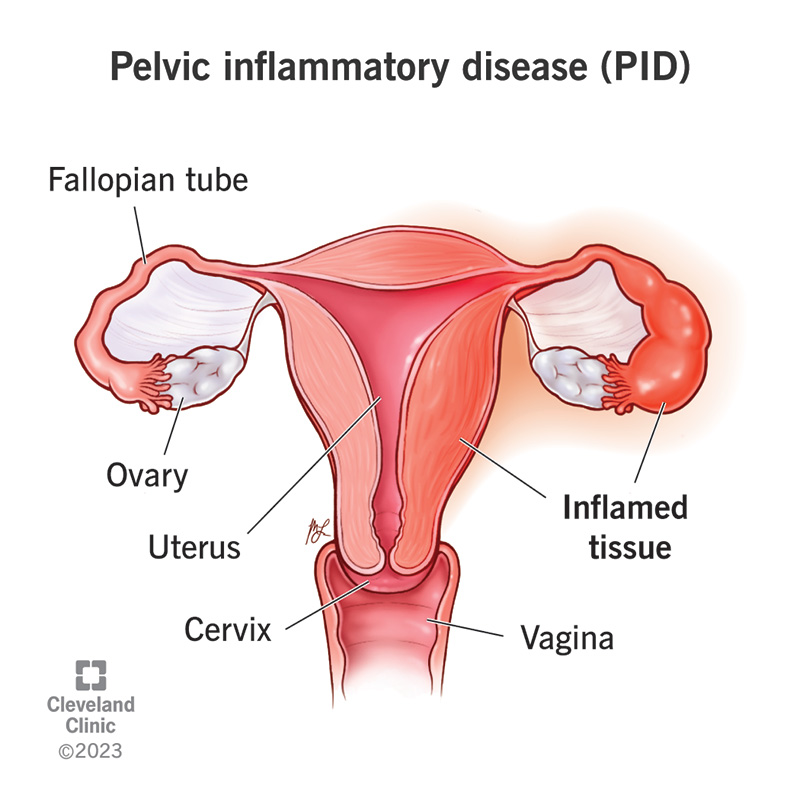 Pelvic inflammatory disease (PID)
Fallopian tube
Ovary
Uterus
Inflamed
tissue
Cervix
Vagina
Cleveland
Clinic
©2023